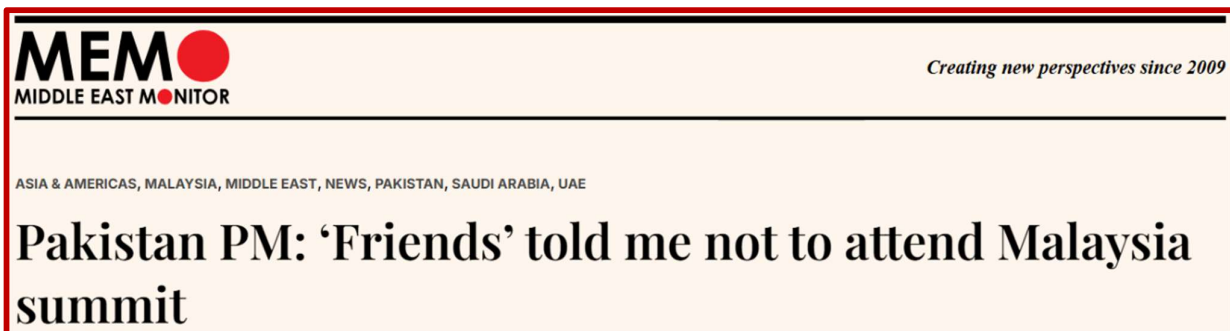 MEMO
MIDDLE EAST MONITOR
Creating new perspectives since 2009
ASIA & AMERICAS, MALAYSIA, MIDDLE EAST, NEWS, PAKISTAN, SAUDI ARABIA, UAE
Pakistan PM: ‘Friends’ told me not to attend Malaysia
summit